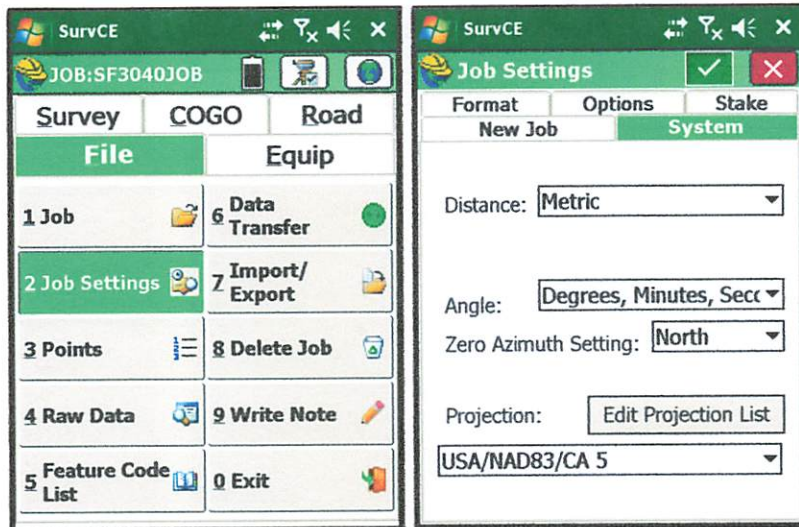 SurvCE
JOB:SF3040JOB
Survey COGO Road
File Equip
1 Job
6 Data
Transfer
2 Job Settings
7 Import/
Export
3 Points
8 Delete Job
4 Raw Data
9 Write Note
5 Feature Code
List
0 Exit
SurvCE
Job Settings
Format Options Stake
New Job System
Distance: Metric
Angle: Degrees, Minutes, Secc
Zero Azimuth Setting: North
Projection: Edit Projection List
USA/NAD83/CA 5